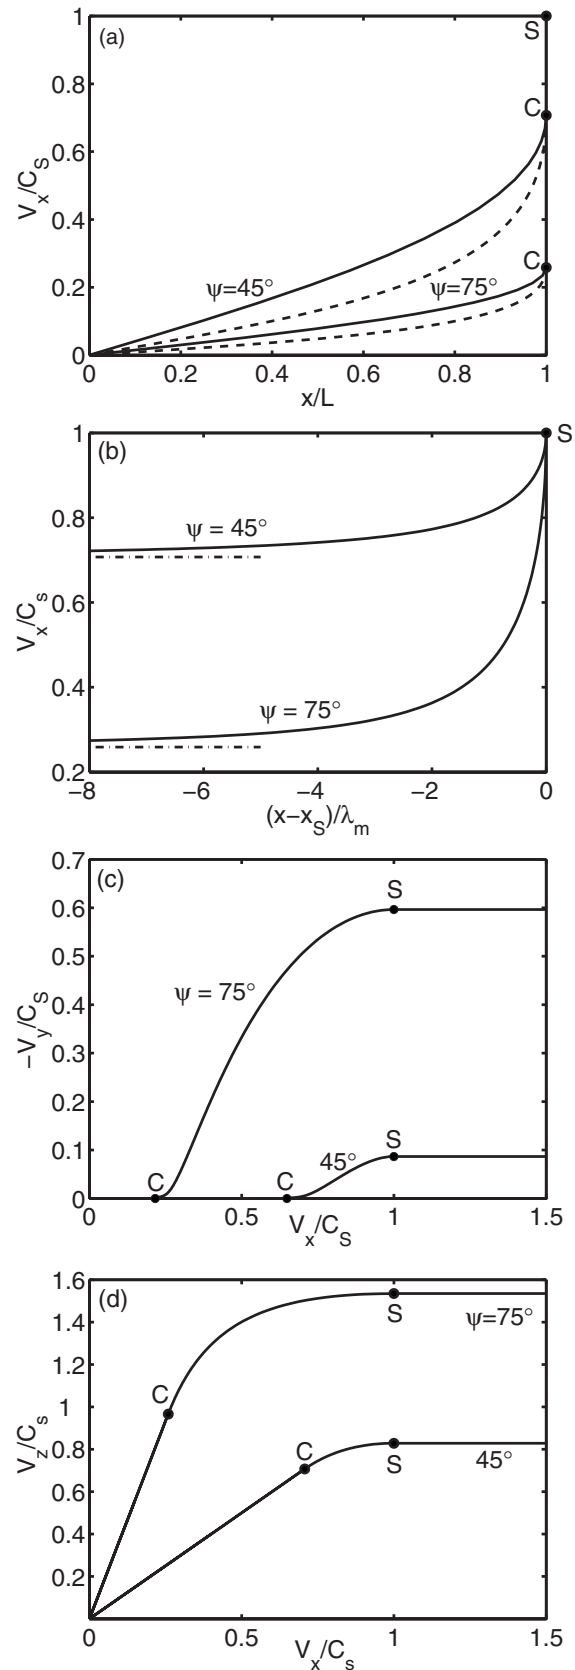 (a)
1
0.8
0.6
0.4
0.2
0
V_x/C_S
S
C
C
ψ=45°
ψ=75°
0 0.2 0.4 0.6 0.8 1
x/L
(b)
1
0.8
0.6
0.4
0.2
V_x/C_s
S
ψ = 45°
ψ = 75°
−8 −6 −4 −2 0
(x−x_S)/λ_m
(c)
0.7
0.6
0.5
0.4
0.3
0.2
0.1
0
−V_y/C_S
S
ψ = 75°
S
45°
C
C
0 0.5 1 1.5
V_x/C_S
(d)
1.6
1.4
1.2
1
0.8
0.6
0.4
0.2
V_z/C_s
S
ψ=75°
C
C
S
45°
0 0.5 1 1.5
V_x/C_s